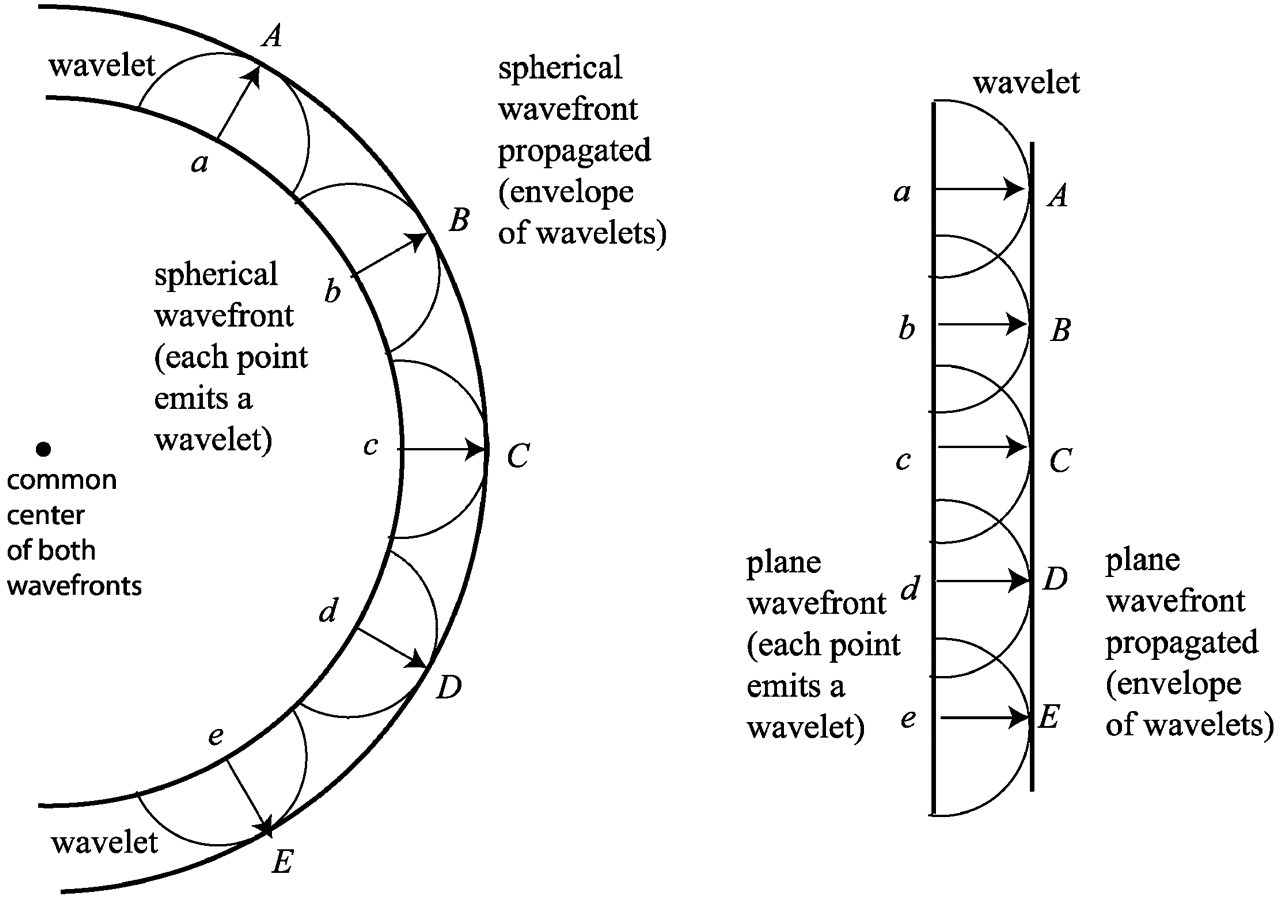 A
wavelet
a
spherical
wavefront
propagated
(envelope
of wavelets)
B
b
spherical
wavefront
(each point
emits a
wavelet)
c
C
common
center
of both
wavefronts
d
D
e
wavelet
E
wavelet
a
A
b
B
c
C
plane
wavefront
(each point
emits a
wavelet)
d
D
e
E
plane
wavefront
propagated
(envelope
of wavelets)